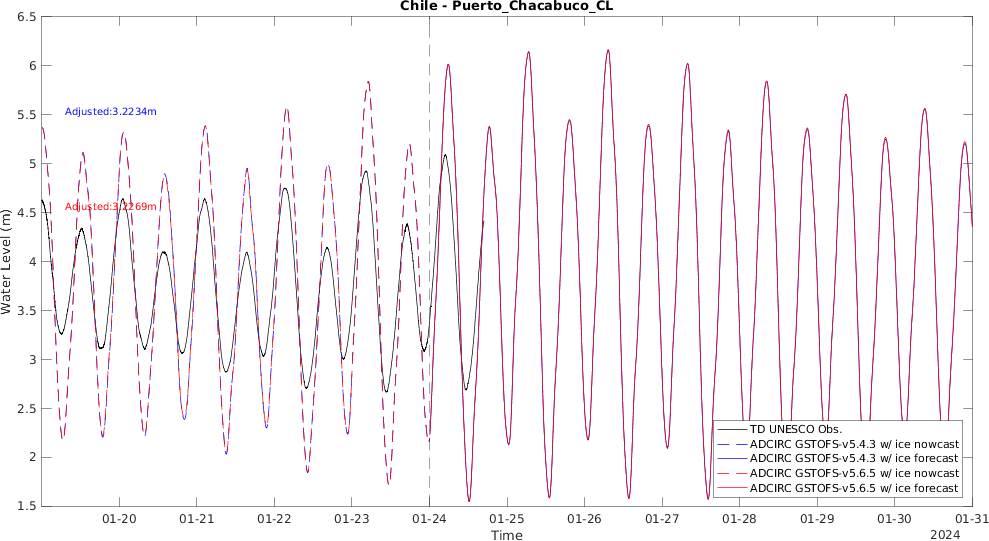 Chile - Puerto_Chacabuco_CL
6.5
6
5.5
5
4.5
4
3.5
3
2.5
2
1.5
Water Level (m)
Adjusted:3.2234m
Adjusted:3.2269m
TD UNESCO Obs.
ADCIRC GSTOFS-v5.4.3 w/ ice nowcast
ADCIRC GSTOFS-v5.4.3 w/ ice forecast
ADCIRC GSTOFS-v5.6.5 w/ ice nowcast
ADCIRC GSTOFS-v5.6.5 w/ ice forecast
01-20 01-21 01-22 01-23 01-24 01-25 01-26 01-27 01-28 01-29 01-30 01-31
Time
2024